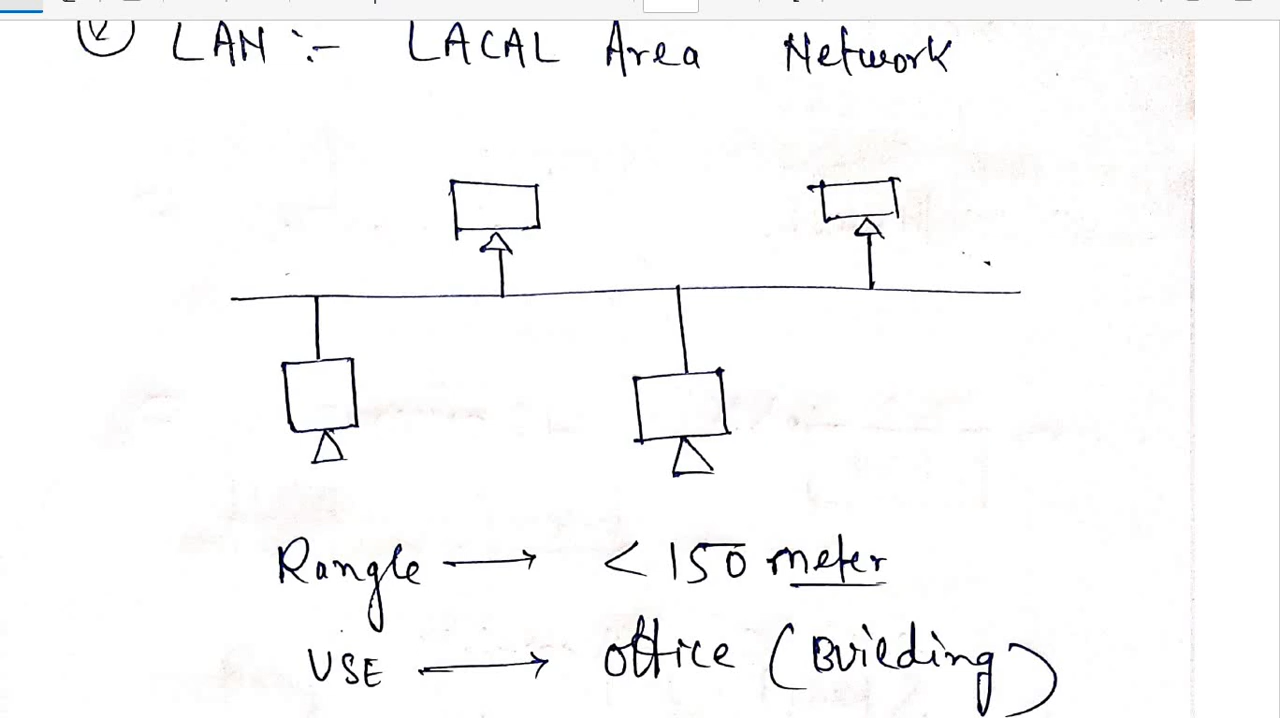 ② LAN :- LACAL Area Network
Rangle → < 150 meter
USE → office (Building)